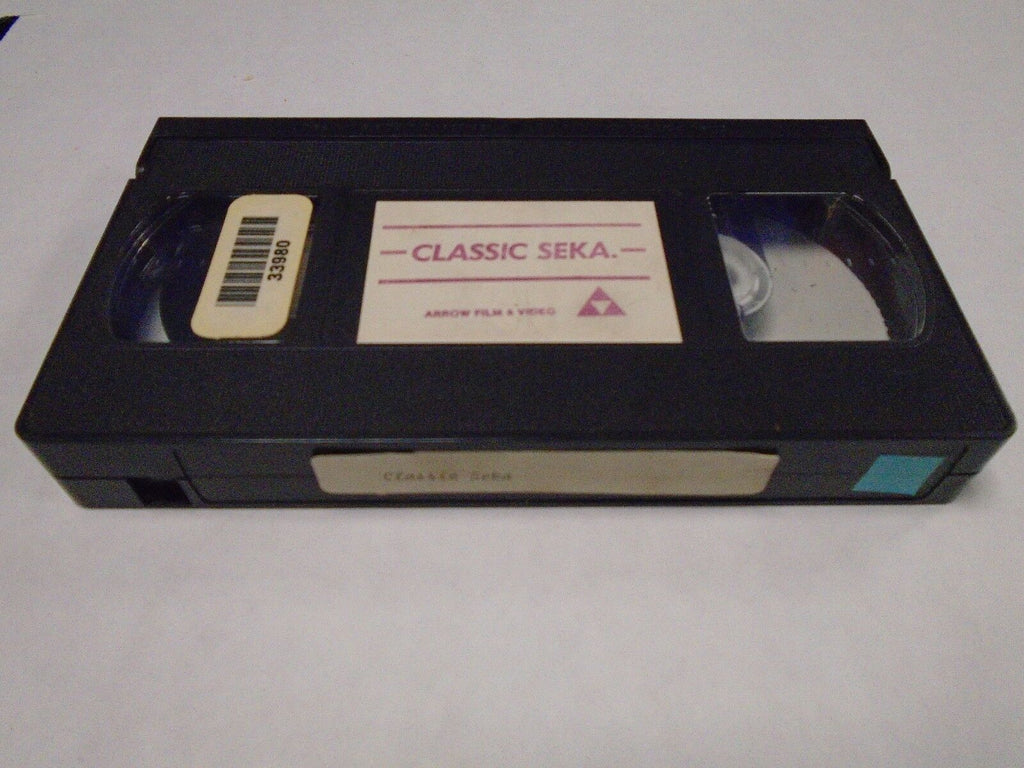 33980
CLASSIC SEKA.
ARROW FILM & VIDEO
Classic Seka